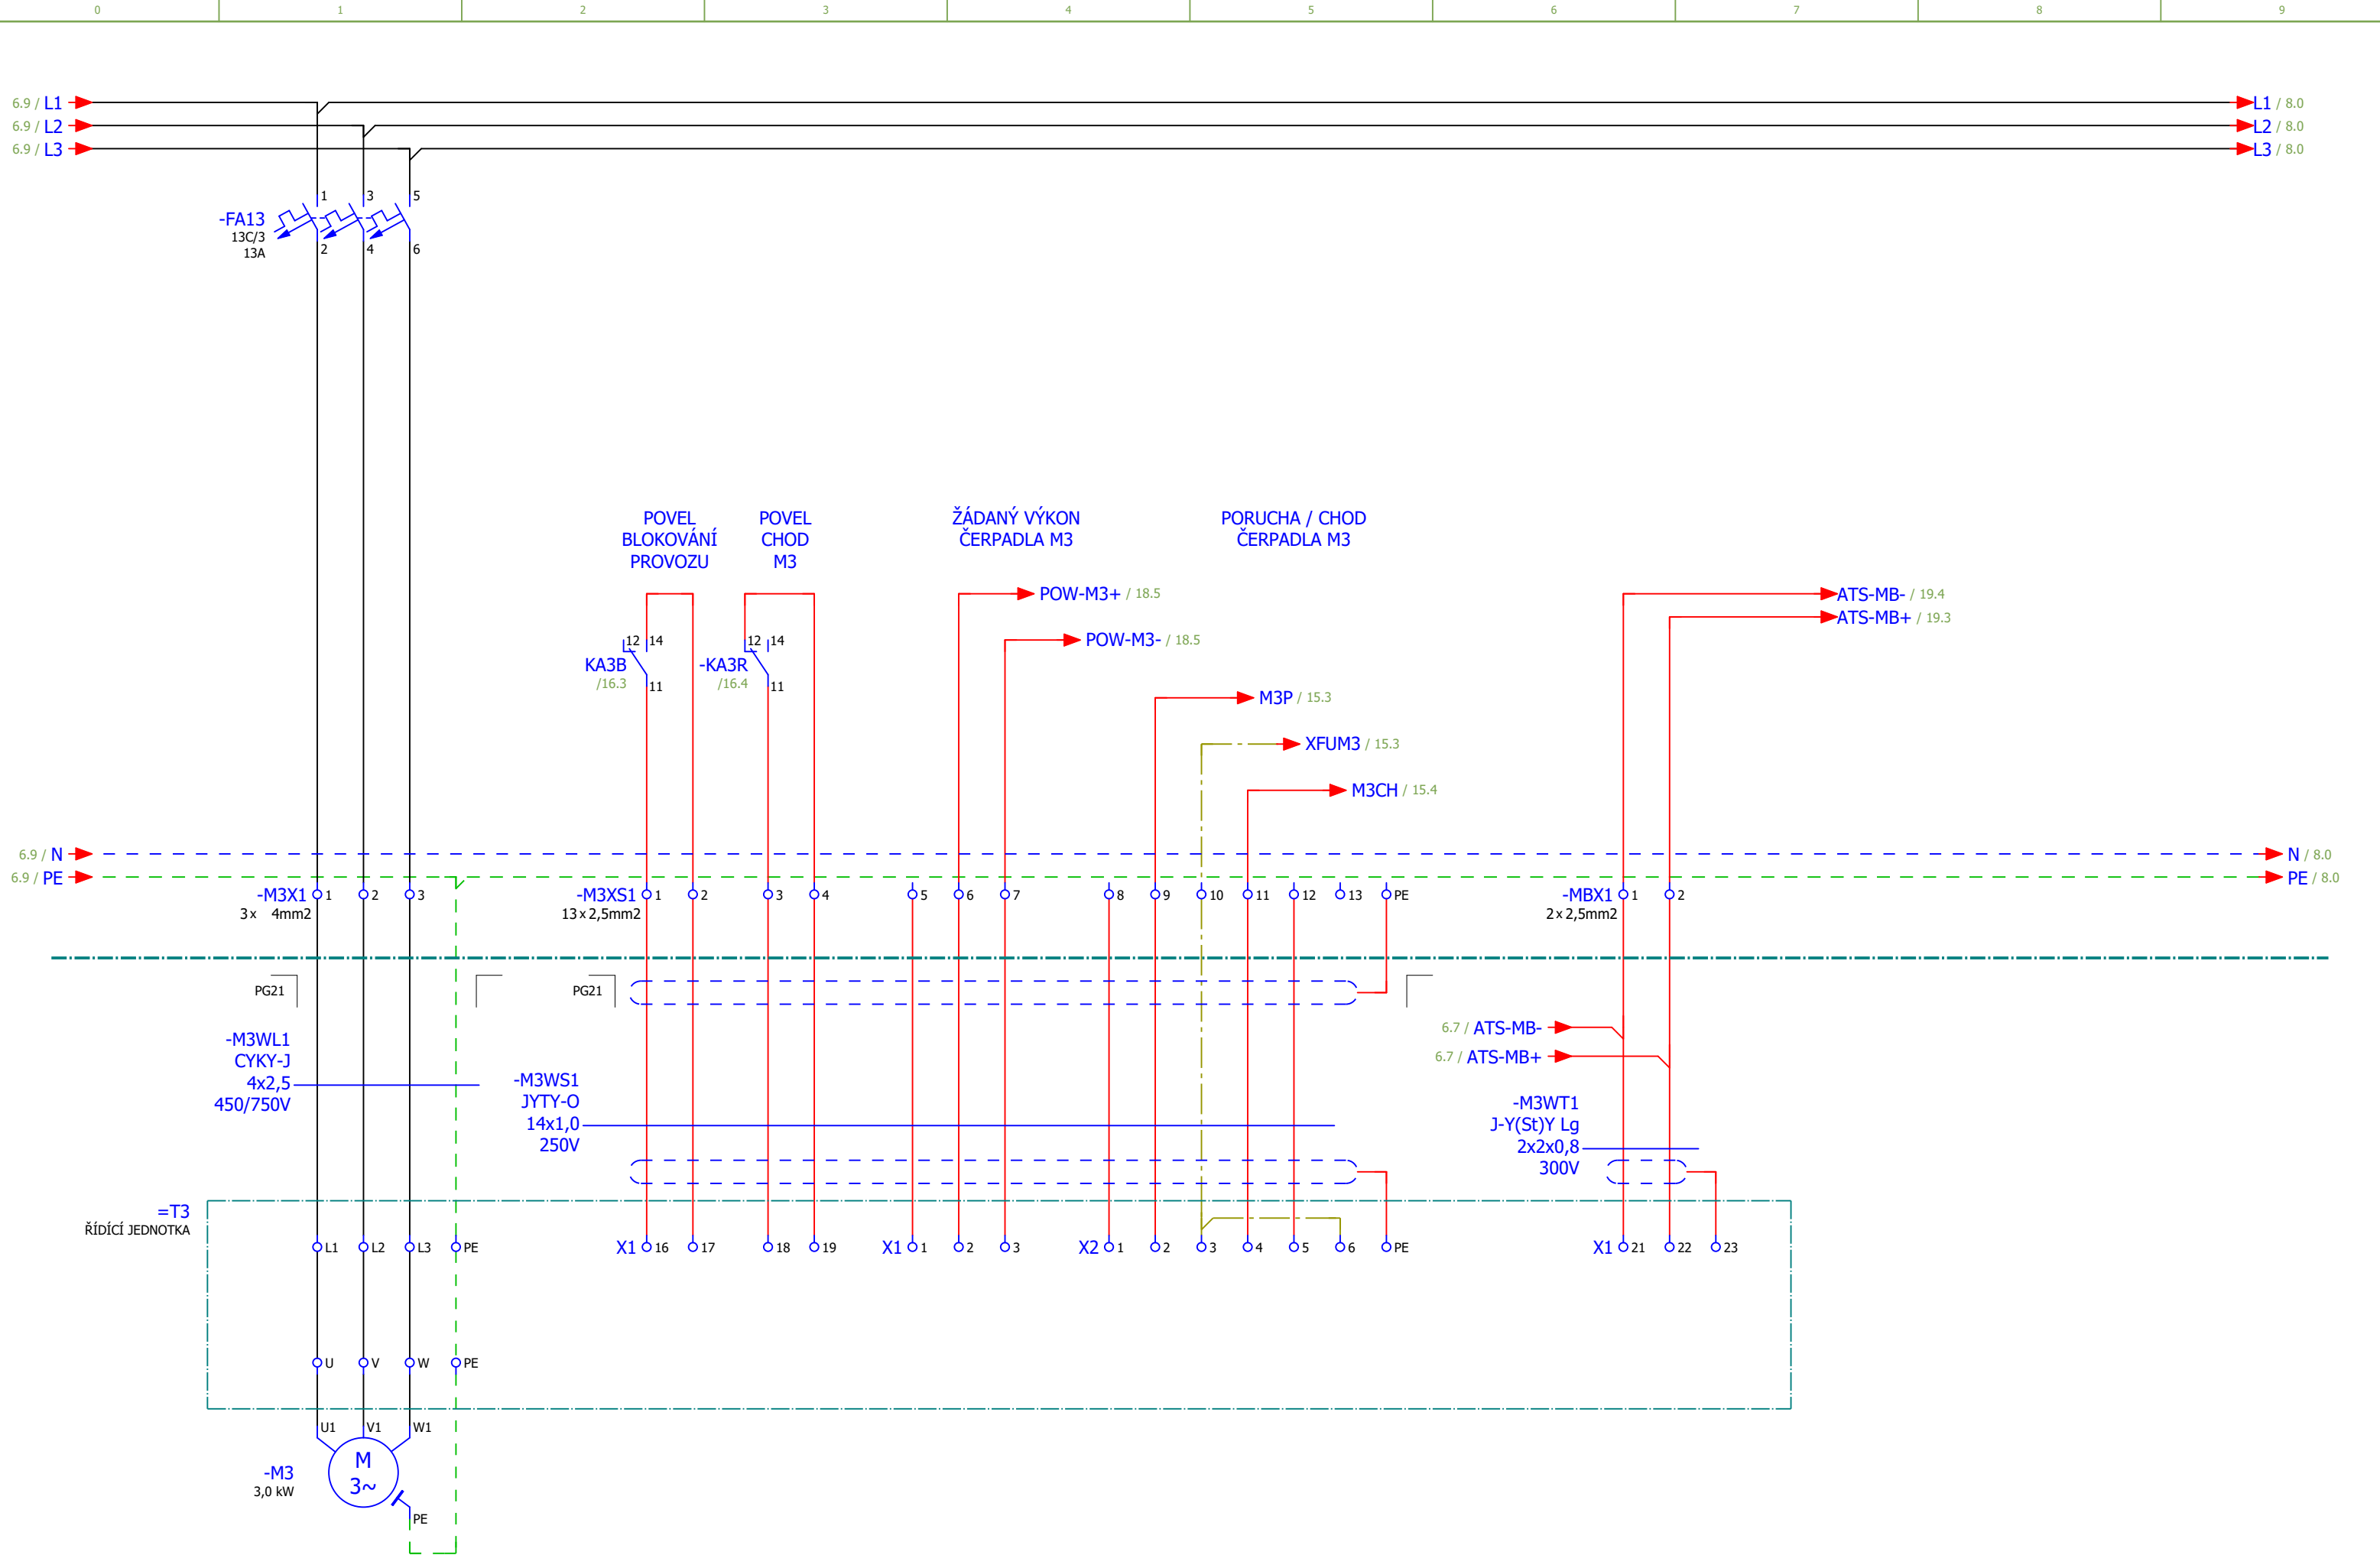 0 1 2 3 4 5 6 7 8 9
6.9 / L1 L1 / 8.0
6.9 / L2 L2 / 8.0
6.9 / L3 L3 / 8.0
1 3 5
-FA13
13C/3
13A
2 4 6
POVEL
BLOKOVÁNÍ
PROVOZU
POVEL
CHOD
M3
ŽÁDANÝ VÝKON
ČERPADLA M3
PORUCHA / CHOD
ČERPADLA M3
POW-M3+ / 18.5
ATS-MB- / 19.4
ATS-MB+ / 19.3
12 14
KA3B
/16.3
11
12 14
-KA3R
/16.4
11
POW-M3- / 18.5
M3P / 15.3
XFUM3 / 15.3
M3CH / 15.4
6.9 / N N / 8.0
6.9 / PE PE / 8.0
-M3X1 1 2 3
3 x 4mm2
-M3XS1 1 2 3 4 5 6 7 8 9 10 11 12 13 PE
13 x 2,5mm2
-MBX1 1 2
2 x 2,5mm2
PG21
PG21
6.7 / ATS-MB-
6.7 / ATS-MB+
-M3WL1
CYKY-J
4x2,5
450/750V
-M3WS1
JYTY-O
14x1,0
250V
-M3WT1
J-Y(St)Y Lg
2x2x0,8
300V
=T3
ŘÍDÍCÍ JEDNOTKA
L1 L2 L3 PE
X1 16 17 18 19
X1 1 2 3
X2 1 2 3 4 5 6 PE
X1 21 22 23
U V W PE
U1 V1 W1
M
3~
-M3
3,0 kW
PE